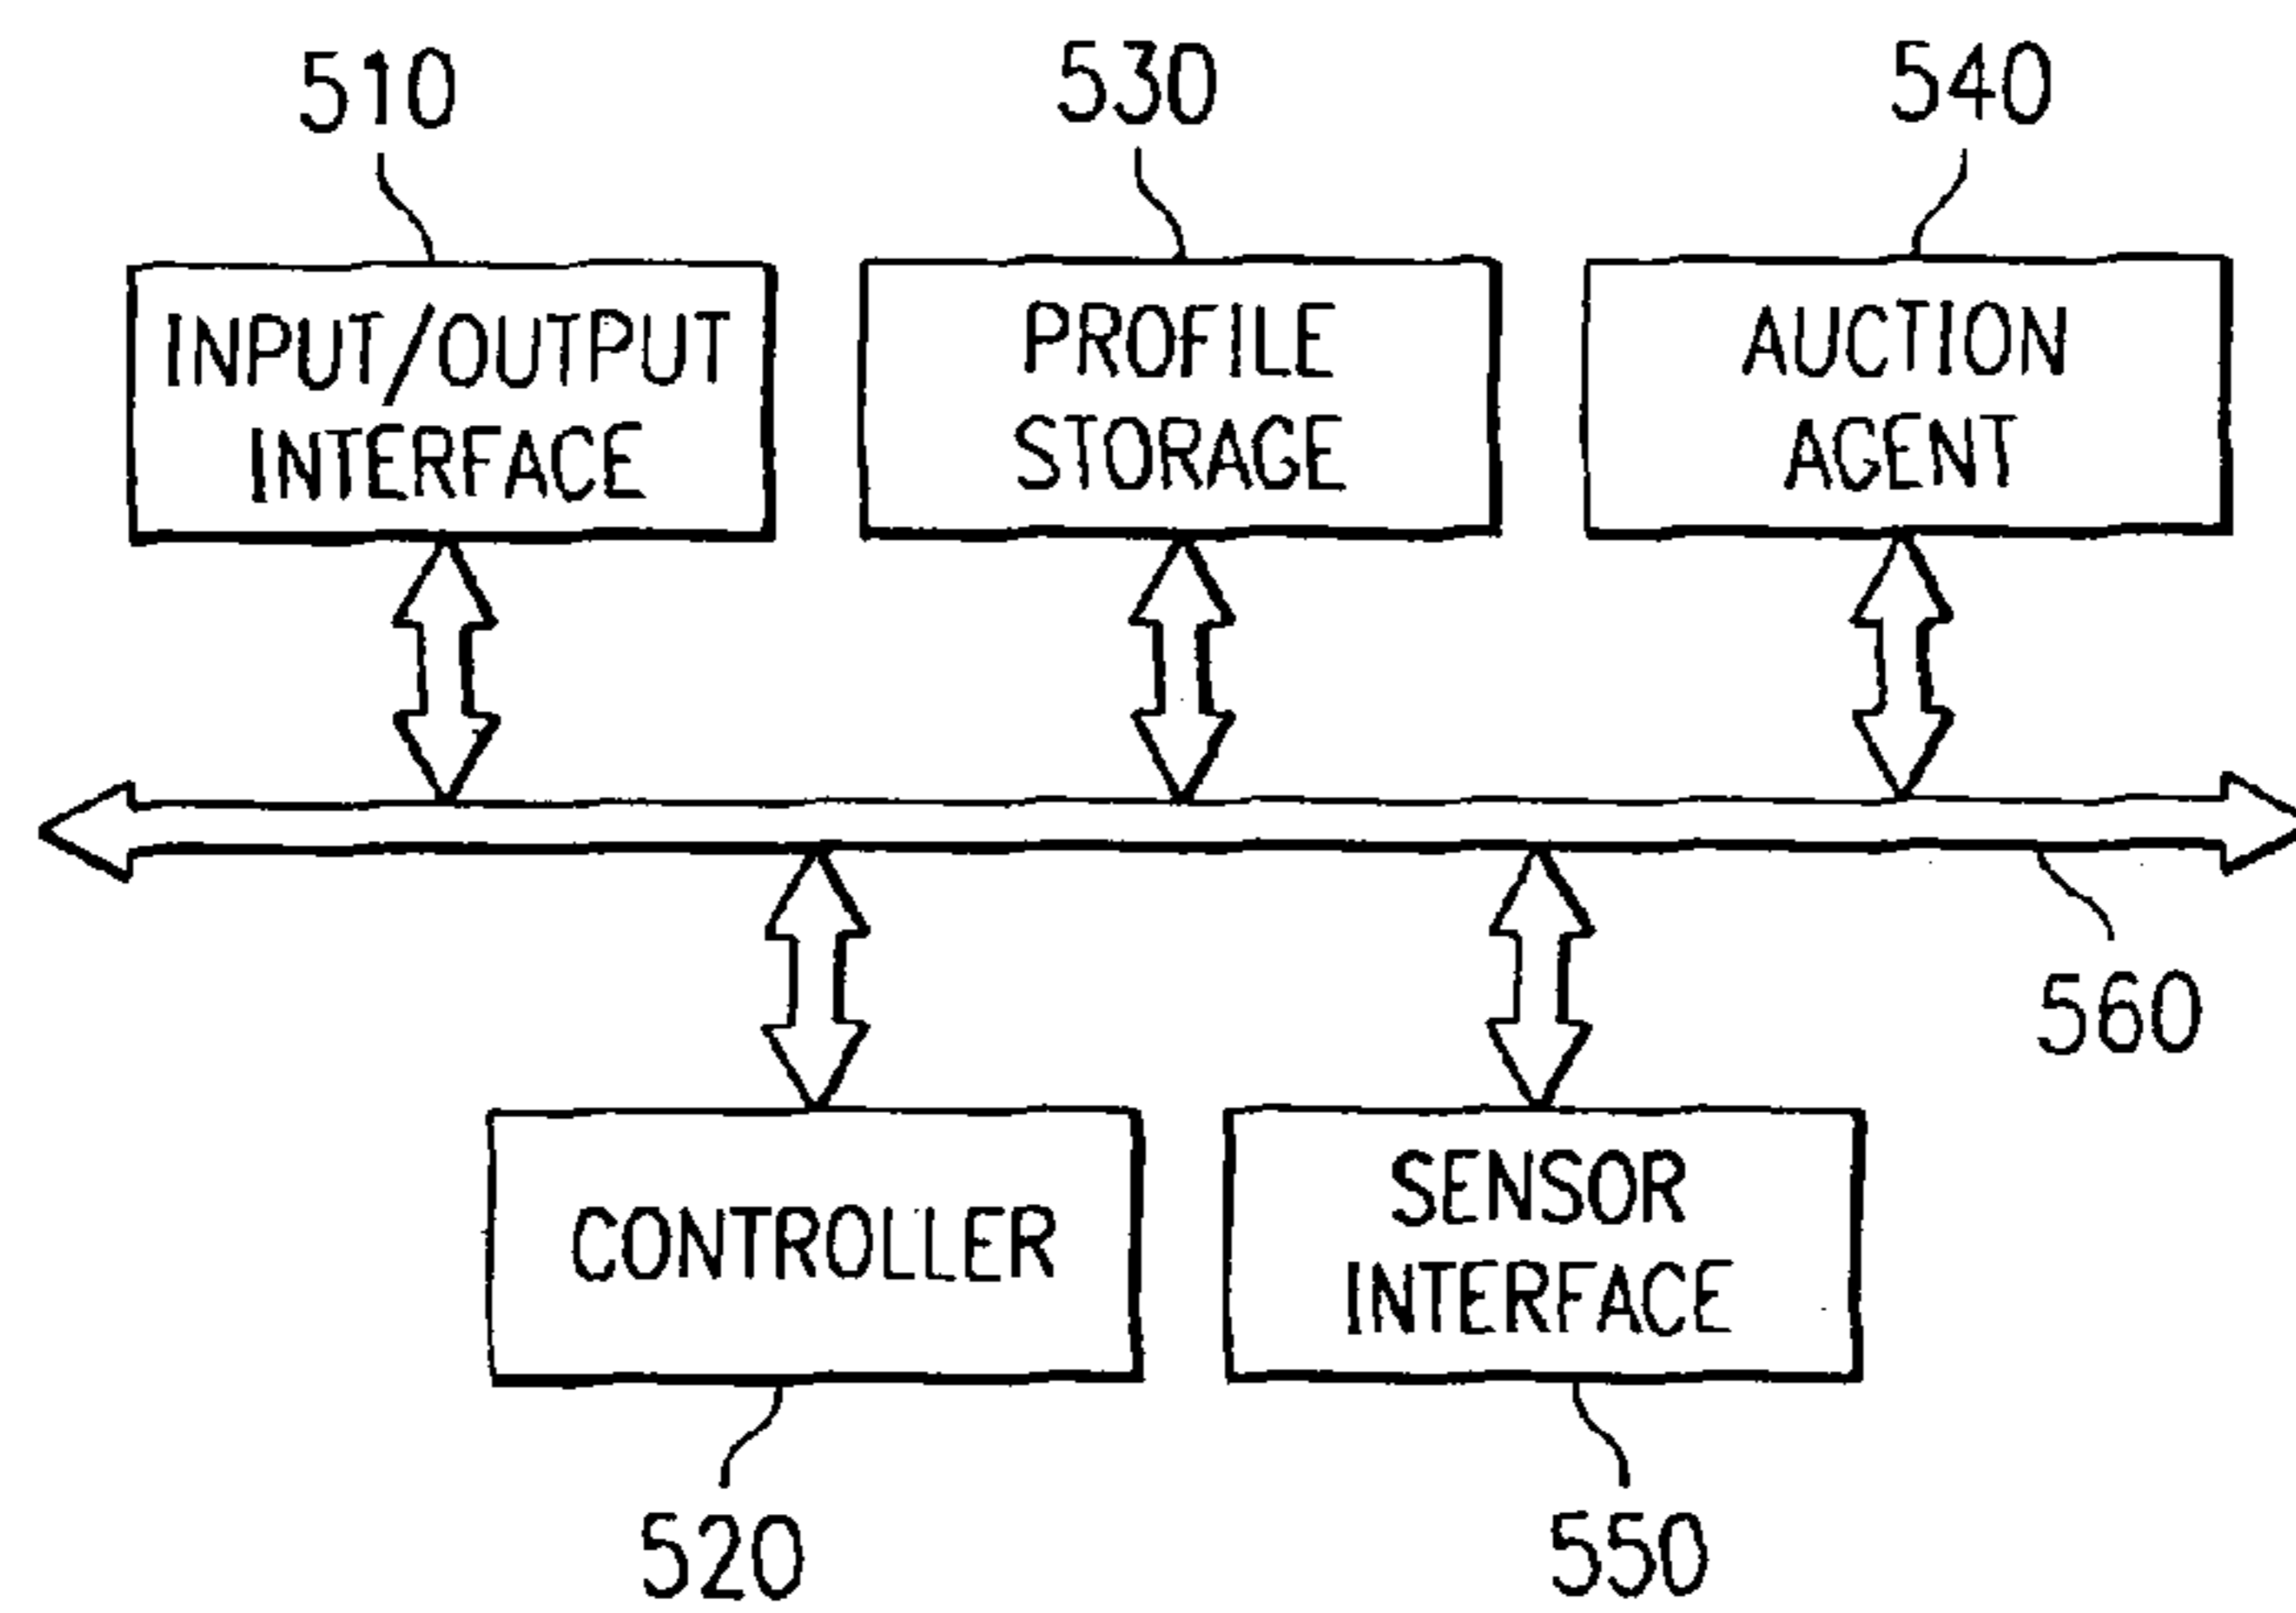 510
530
540
INPUT/OUTPUT
INTERFACE
PROFILE
STORAGE
AUCTION
AGENT
560
CONTROLLER
SENSOR
INTERFACE
520
550